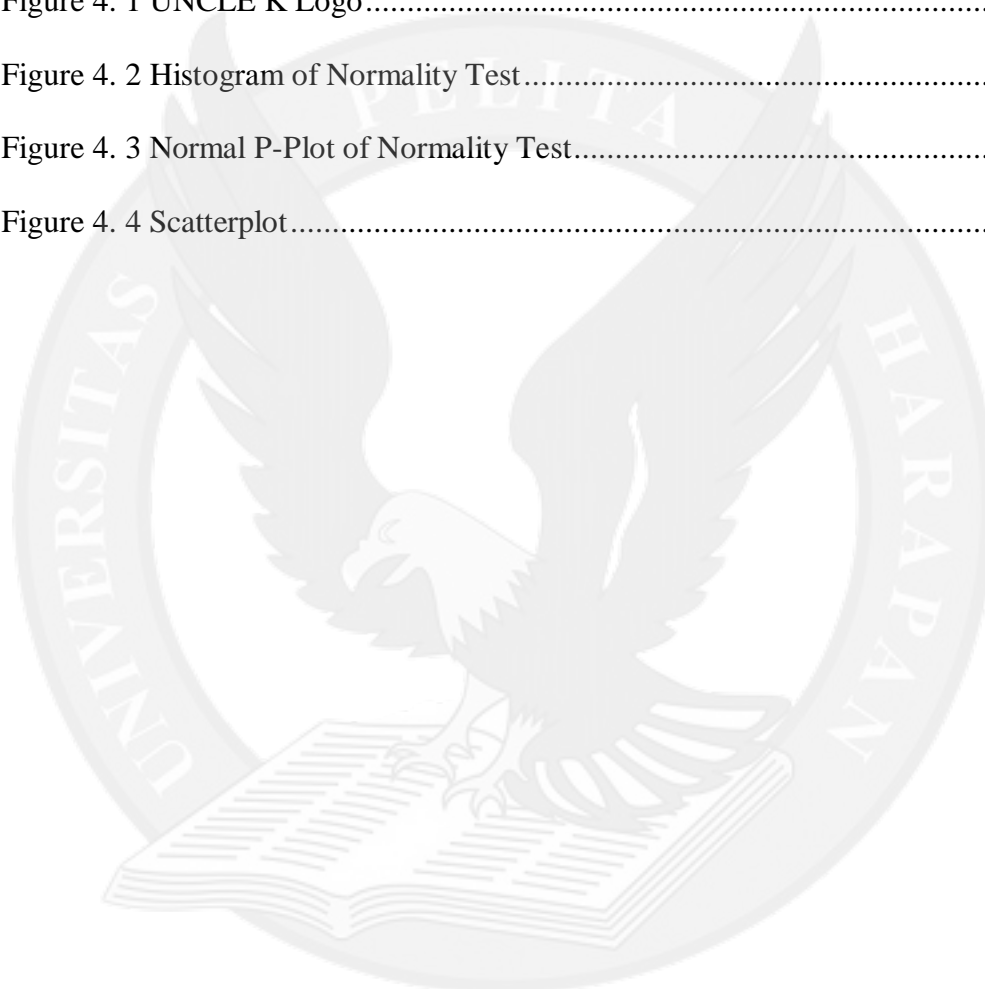 Figure 4. 1 UNCLE K Logo........................................................................
Figure 4. 2 Histogram of Normality Test........................................................
Figure 4. 3 Normal P-Plot of Normality Test..................................................
Figure 4. 4 Scatterplot....................................................................................
UNIVERSITAS PELITA HARAPAN